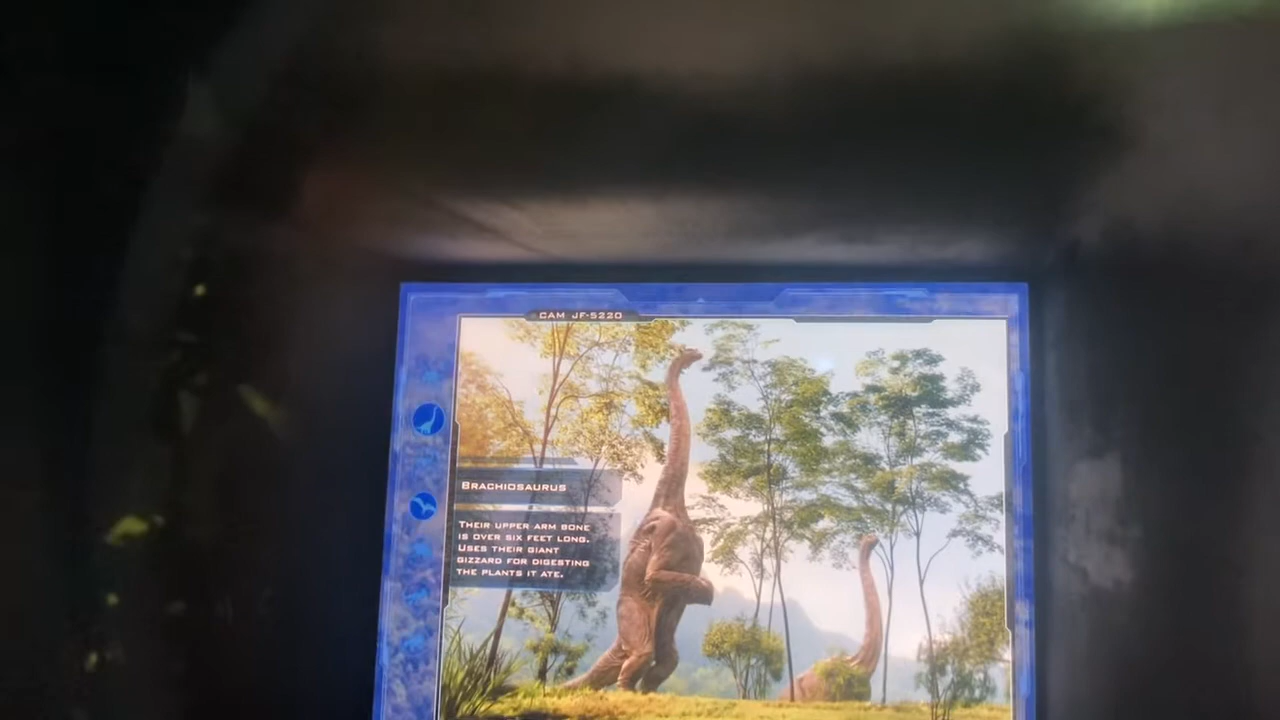 CAM JF-5220
BRACHIOSAURUS
THEIR UPPER ARM BONE
IS OVER SIX FEET LONG.
USES THEIR GIANT
GIZZARD FOR DIGESTING
THE PLANTS IT ATE.